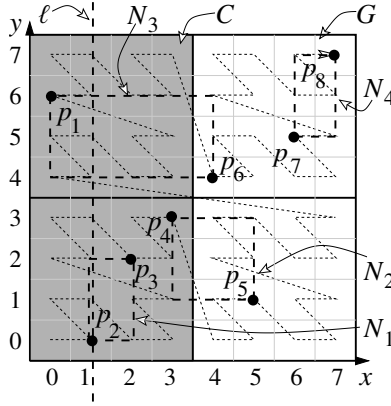 ℓ N₃ C G
7
6
5
4
3
2
1
0
p₁
p₈
N₄
p₇
p₆
p₄
p₃
p₅
N₂
p₂
N₁
0 1 2 3 4 5 6 7 x
y